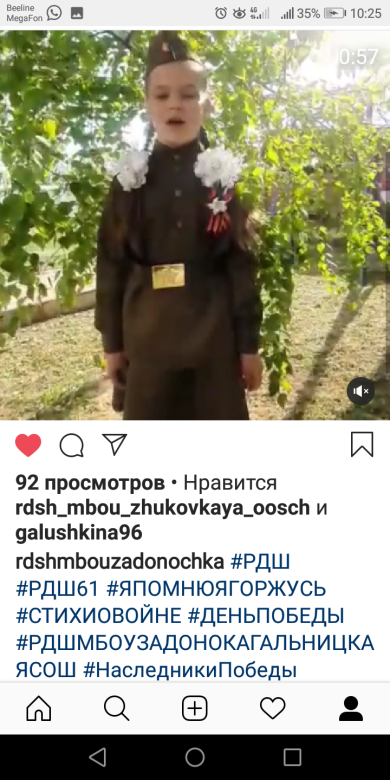 Beeline
MegaFon
4G
35%
10:25
0:57
92 просмотров • Нравится
rdsh_mbou_zhukovkaya_oosch и
galushkina96
rdshmbouzadonochka #РДШ
#РДШ61 #ЯПОМНЮЯГОРЖУСЬ
#СТИХИОВОЙНЕ #ДЕНЬПОБЕДЫ
#РДШМБОУЗАДОНОКАГАЛЬНИЦКА
ЯСОШ #НаследникиПобеды